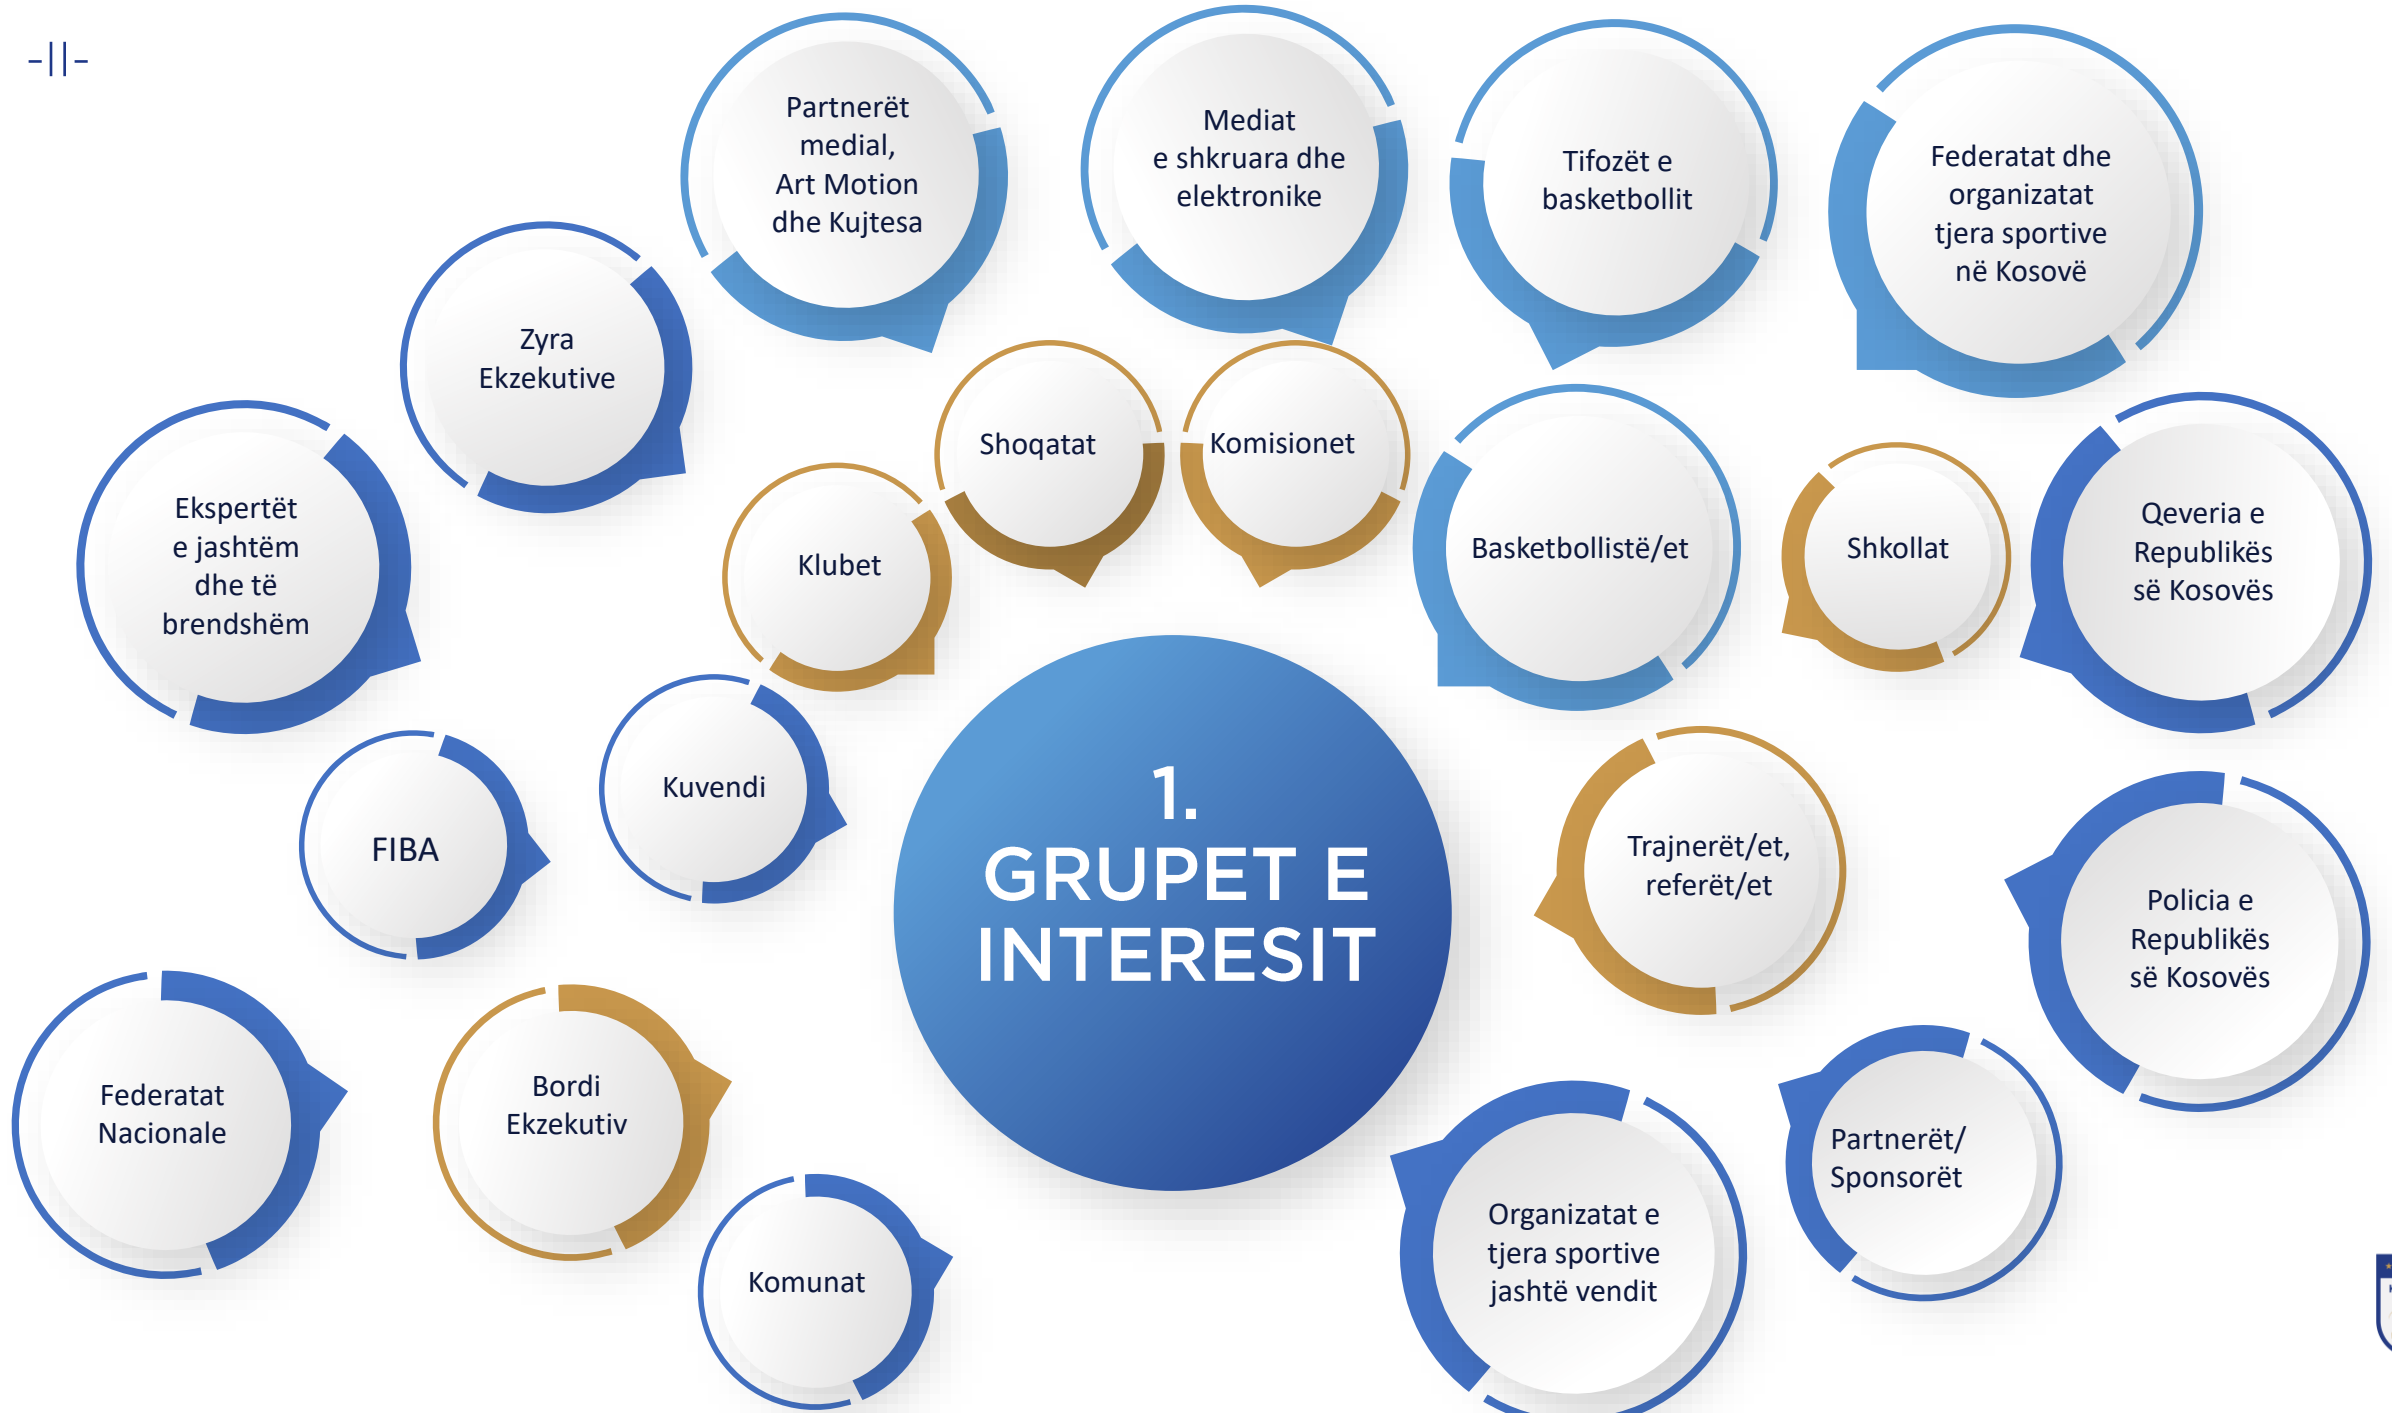 -||-
Partnerët
medial,
Art Motion
dhe Kujtesa
Mediat
e shkruara dhe
elektronike
Tifozët e
basketbollit
Federatat dhe
organizatat
tjera sportive
në Kosovë
Zyra
Ekzekutive
Shoqatat
Komisionet
Ekspertët
e jashtëm
dhe të
brendshëm
Klubet
Basketbollistë/et
Shkollat
Qeveria e
Republikës
së Kosovës
FIBA
Kuvendi
1.
GRUPET E
INTERESIT
Trajnerët/et,
referët/et
Policia e
Republikës
së Kosovës
Federatat
Nacionale
Bordi
Ekzekutiv
Komunat
Organizatat e
tjera sportive
jashtë vendit
Partnerët/
Sponsorët